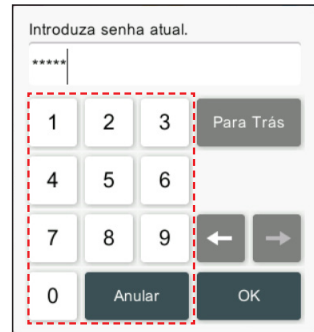 Introduza senha atual.
*****
1 2 3 Para Trás
4 5 6
7 8 9 ← →
0 Anular OK